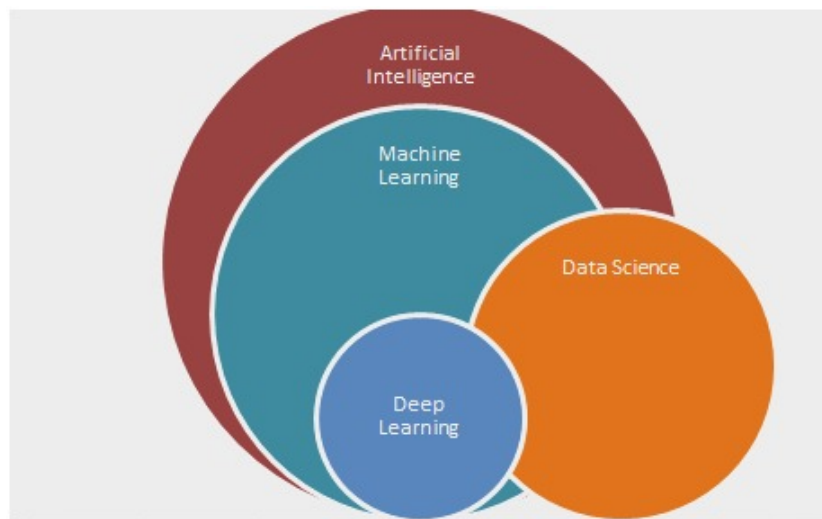 Artificial
Intelligence
Machine
Learning
Data Science
Deep
Learning